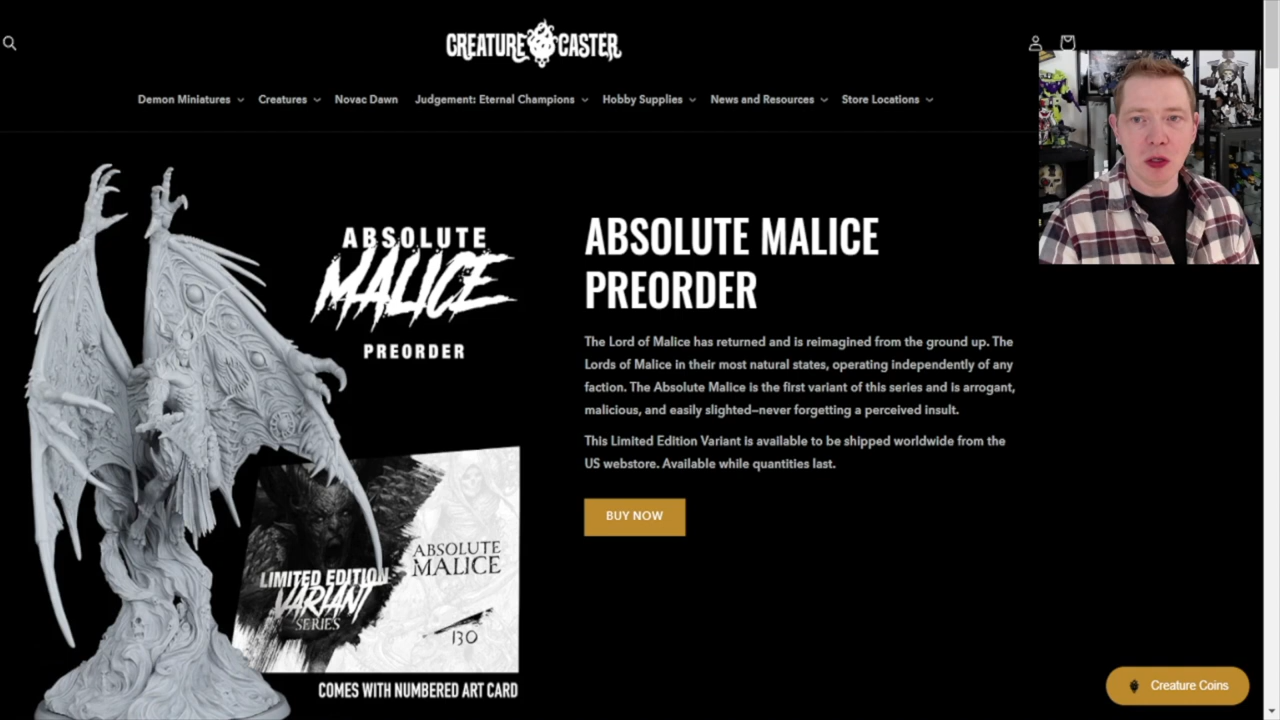 CREATURE CASTER
Demon Miniatures Creatures Novac Dawn Judgement: Eternal Champions Hobby Supplies News and Resources Store Locations
ABSOLUTE
MALICE
PREORDER
ABSOLUTE MALICE
PREORDER
The Lord of Malice has returned and is reimagined from the ground up. The
Lords of Malice in their most natural states, operating independently of any
faction. The Absolute Malice is the first variant of this series and is arrogant,
malicious, and easily slighted–never forgetting a perceived insult.
This Limited Edition Variant is available to be shipped worldwide from the
US webstore. Available while quantities last.
BUY NOW
LIMITED EDITION
VARIANT
SERIES
ABSOLUTE
MALICE
130
COMES WITH NUMBERED ART CARD
Creature Coins